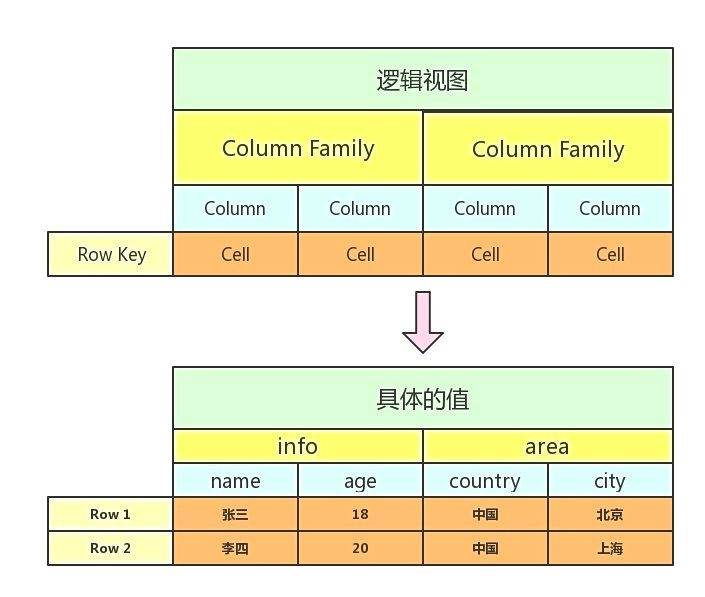 逻辑视图
Column Family Column Family
Column Column Column Column
Row Key Cell Cell Cell Cell
具体的值
info area
name age country city
Row 1 张三 18 中国 北京
Row 2 李四 20 中国 上海